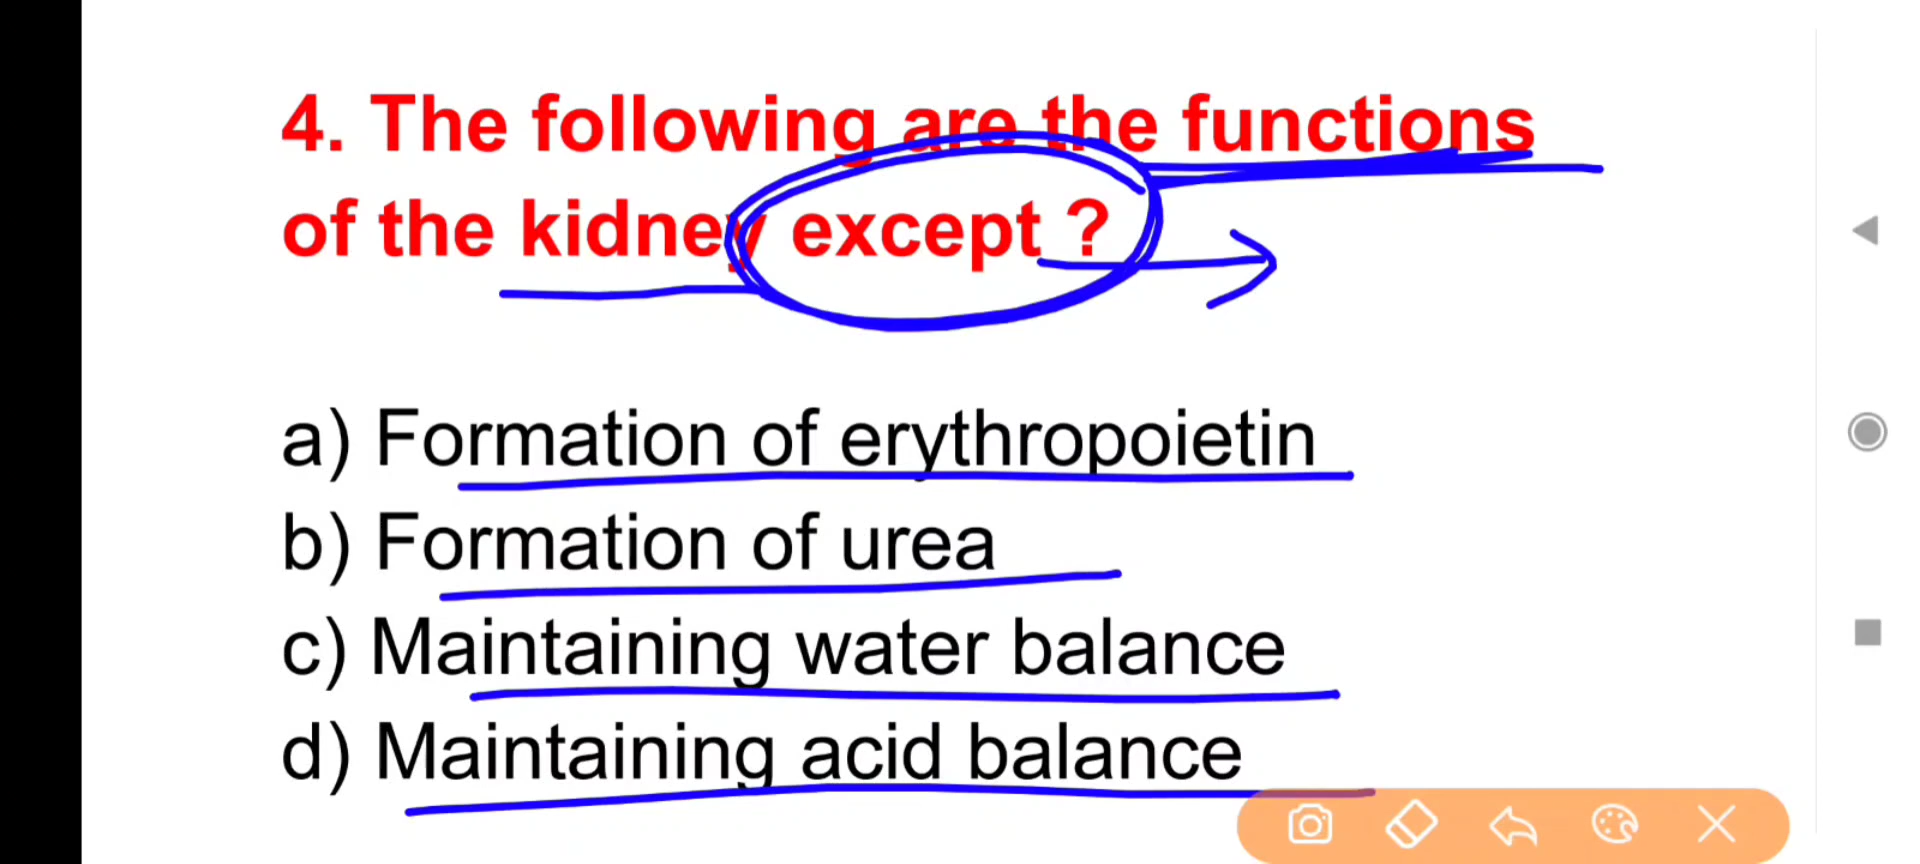 4. The following are the functions
of the kidney except ?
a) Formation of erythropoietin
b) Formation of urea
c) Maintaining water balance
d) Maintaining acid balance